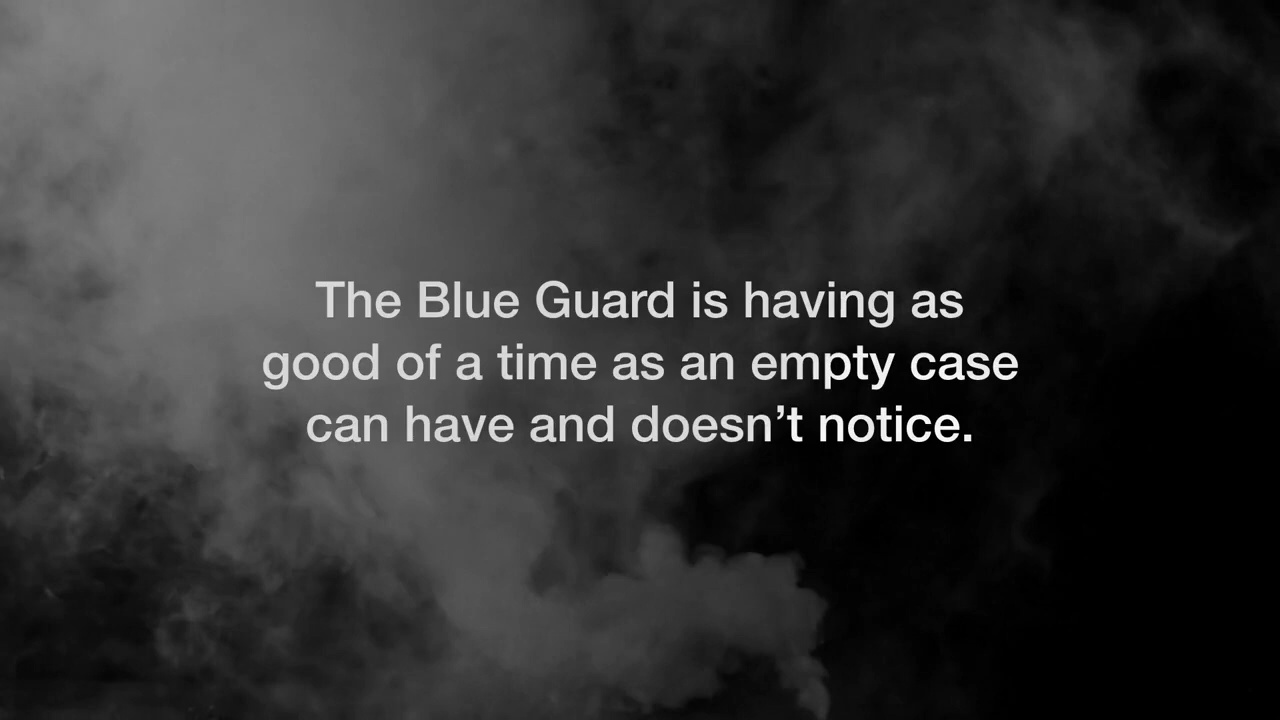 The Blue Guard is having as
good of a time as an empty case
can have and doesn’t notice.